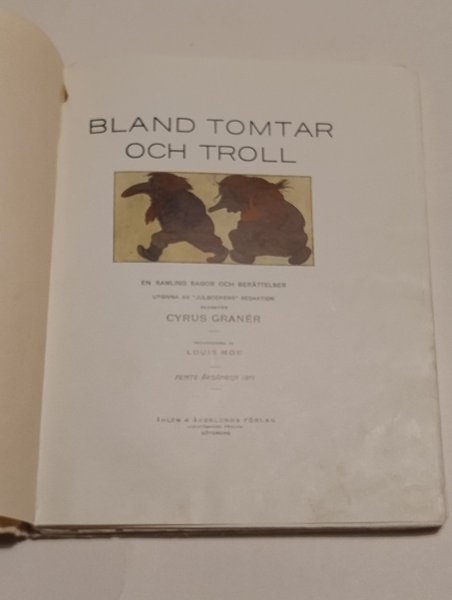 BLAND TOMTAR
OCH TROLL
EN SAMLING SAGOR OCH BERÄTTELSER
UTGIVNA AV "JULBOCKENS" REDAKTION
CYRUS GRANÉR
LOUIS MOE
FEMTE ÅRGÅNGEN
ÅHLÉN & ÅKERLUNDS FÖRLAG
GÖTEBORG